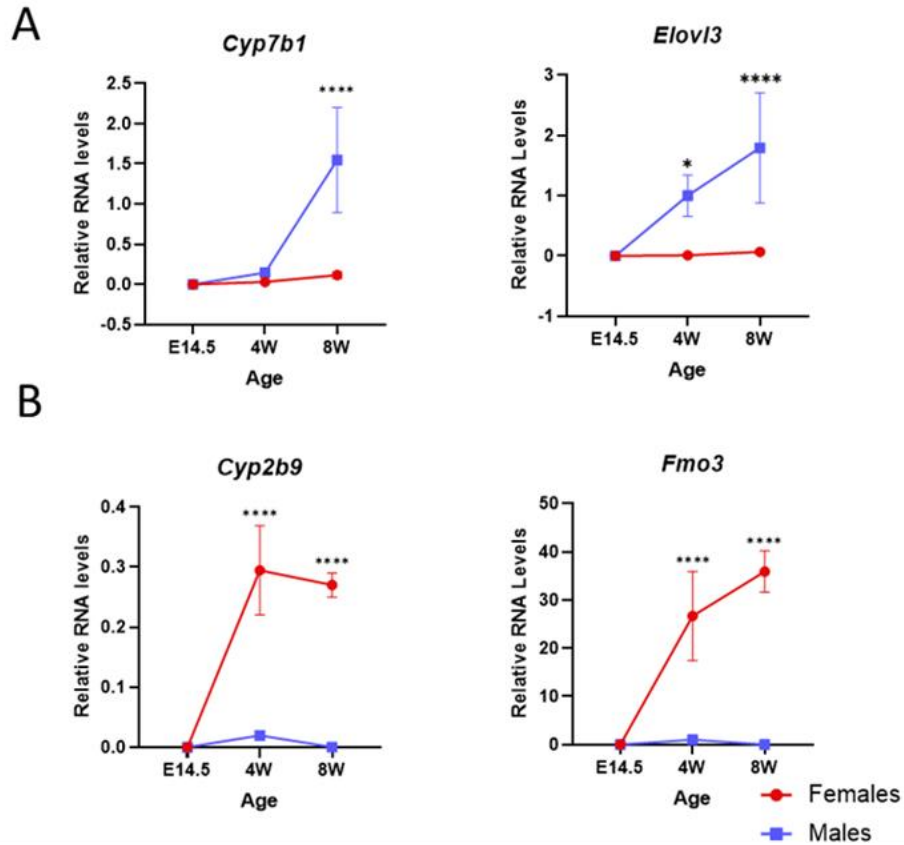 A
Cyp7b1
Relative RNA levels
2.5
2.0
1.5
1.0
0.5
0.0
-0.5
****
E14.5 4W 8W
Age
Elovl3
Relative RNA Levels
3
2
1
0
-1
*
****
E14.5 4W 8W
Age
B
Cyp2b9
Relative RNA levels
0.4
0.3
0.2
0.1
0.0
****
****
E14.5 4W 8W
Age
Fmo3
Relative RNA Levels
50
40
30
20
10
0
****
****
E14.5 4W 8W
Age
Females
Males